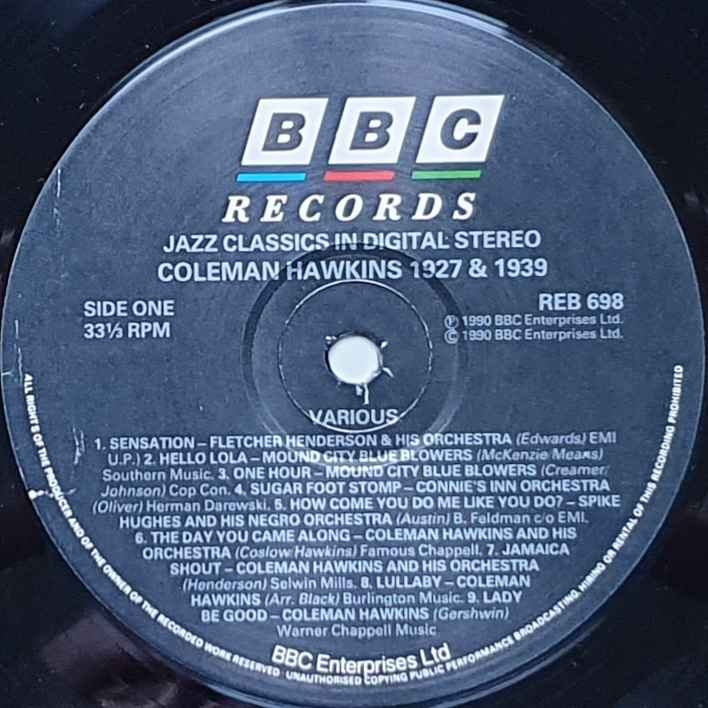 BBC
RECORDS
JAZZ CLASSICS IN DIGITAL STEREO
COLEMAN HAWKINS 1927 & 1939
SIDE ONE
33⅓ RPM
REB 698
℗ 1990 BBC Enterprises Ltd.
© 1990 BBC Enterprises Ltd.
VARIOUS
1. SENSATION – FLETCHER HENDERSON & HIS ORCHESTRA (Edwards) EMI
U.P.) 2. HELLO LOLA – MOUND CITY BLUE BLOWERS (McKenzie/Means)
Southern Music. 3. ONE HOUR – MOUND CITY BLUE BLOWERS (Creamer/
Johnson) Cop Con. 4. SUGAR FOOT STOMP – CONNIE'S INN ORCHESTRA
(Oliver) Herman Darewski. 5. HOW COME YOU DO ME LIKE YOU DO? – SPIKE
HUGHES AND HIS NEGRO ORCHESTRA (Austin) B. Feldman c/o EMI.
6. THE DAY YOU CAME ALONG – COLEMAN HAWKINS AND HIS
ORCHESTRA (Coslow/Hawkins) Famous Chappell. 7. JAMAICA
SHOUT – COLEMAN HAWKINS AND HIS ORCHESTRA
(Henderson) Selwin Mills. 8. LULLABY – COLEMAN
HAWKINS (Arr. Black) Burlington Music. 9. LADY
BE GOOD – COLEMAN HAWKINS (Gershwin)
Warner Chappell Music
BBC Enterprises Ltd
ALL RIGHTS OF THE PRODUCER AND OF THE OWNER OF THE RECORDED WORK RESERVED UNAUTHORISED COPYING PUBLIC PERFORMANCE BROADCASTING, HIRING OR RENTAL OF THIS RECORDING PROHIBITED